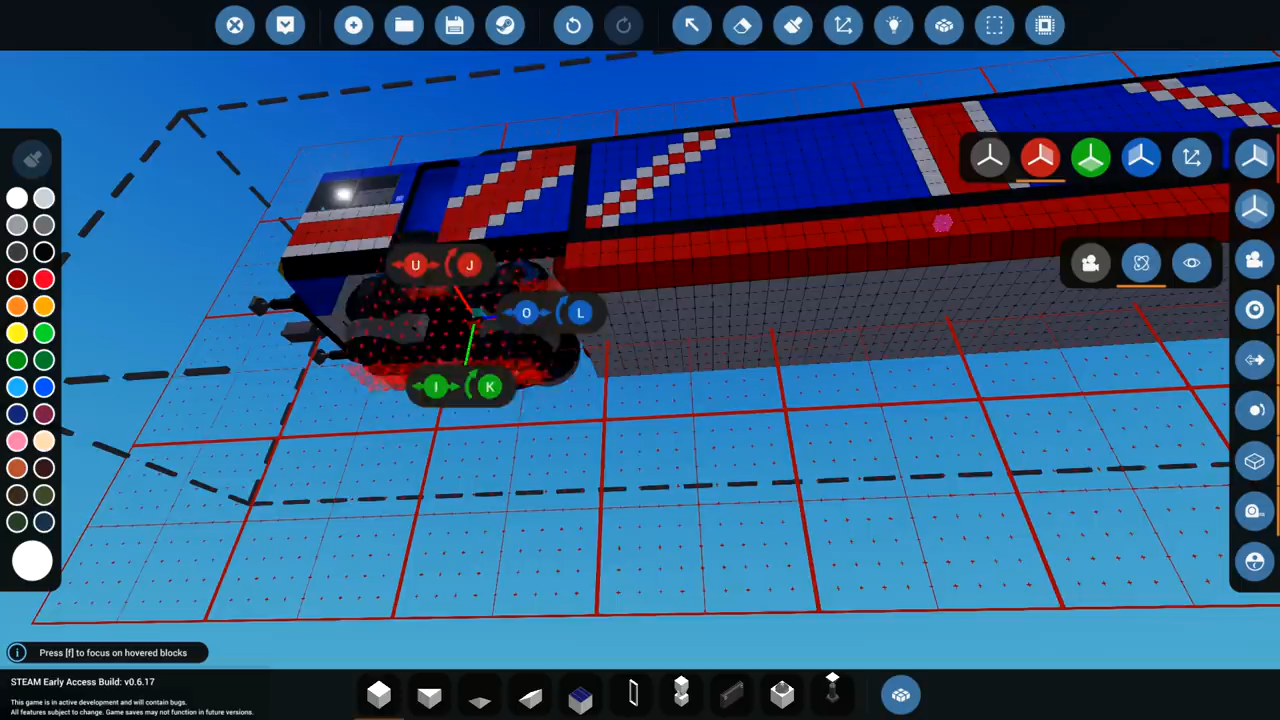 U
J
O
L
I
K
Press [f] to focus on hovered blocks
STEAM Early Access Build: v0.6.17
This game is in active development and will contain bugs.
All features subject to change. Game saves may not function in future versions.